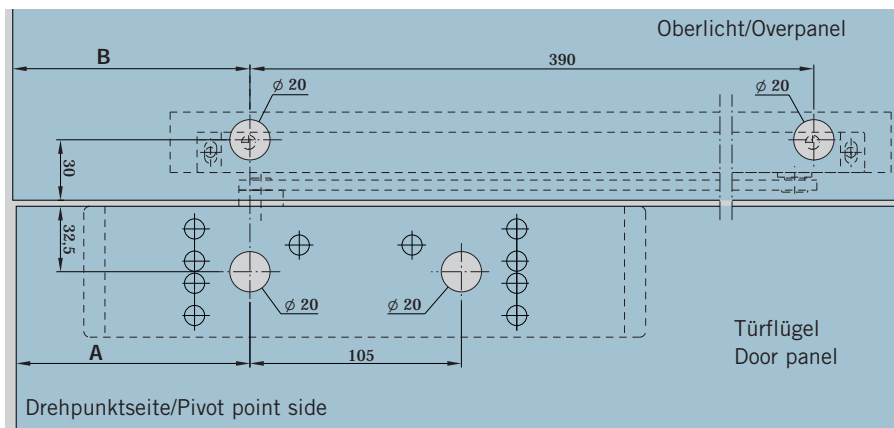 Oberlicht/Overpanel
B
390
ϕ 20
ϕ 20
30
32,5
ϕ 20
ϕ 20
Türflügel
Door panel
A
105
Drehpunktseite/Pivot point side